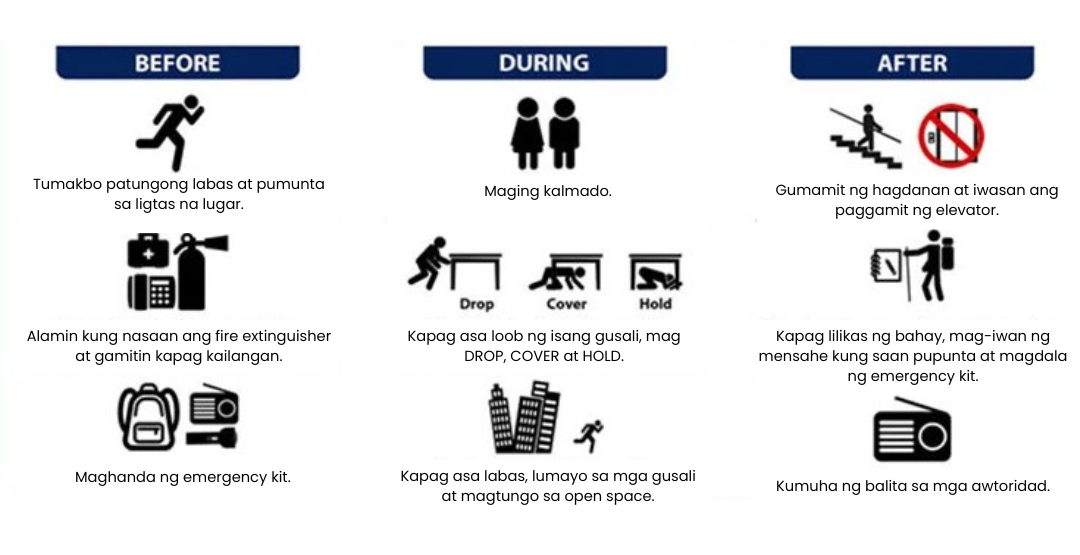 BEFORE
Tumakbo patungong labas at pumunta
sa ligtas na lugar.
Alamin kung nasaan ang fire extinguisher
at gamitin kapag kailangan.
Maghanda ng emergency kit.
DURING
Maging kalmado.
Drop Cover Hold
Kapag asa loob ng isang gusali, mag
DROP, COVER at HOLD.
Kapag asa labas, lumayo sa mga gusali
at magtungo sa open space.
AFTER
Gumamit ng hagdanan at iwasan ang
paggamit ng elevator.
Kapag lilikas ng bahay, mag-iwan ng
mensahe kung saan pupunta at magdala
ng emergency kit.
Kumuha ng balita sa mga awtoridad.